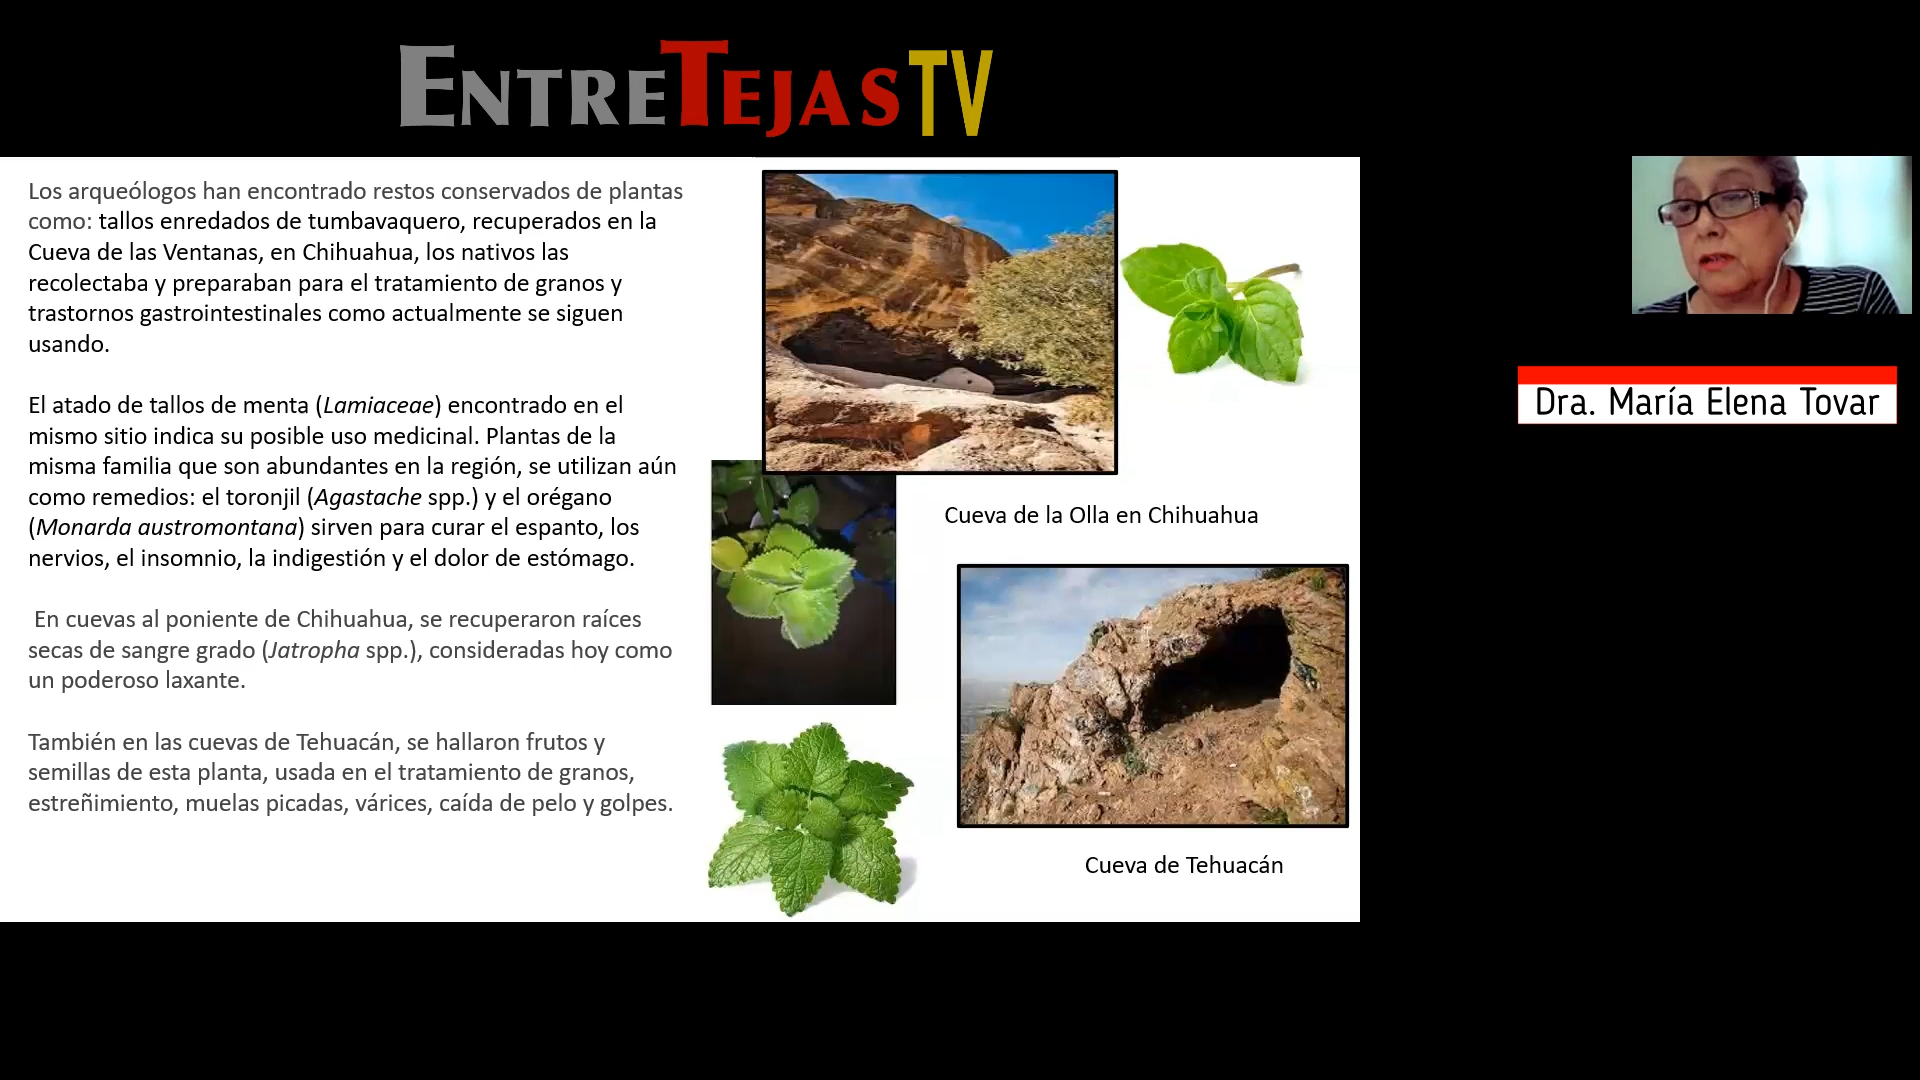 ENTRETEJAS TV
Los arqueólogos han encontrado restos conservados de plantas
como: tallos enredados de tumbavaquero, recuperados en la
Cueva de las Ventanas, en Chihuahua, los nativos las
recolectaba y preparaban para el tratamiento de granos y
trastornos gastrointestinales como actualmente se siguen
usando.
El atado de tallos de menta (Lamiaceae) encontrado en el
mismo sitio indica su posible uso medicinal. Plantas de la
misma familia que son abundantes en la región, se utilizan aún
como remedios: el toronjil (Agastache spp.) y el orégano
(Monarda austromontana) sirven para curar el espanto, los
nervios, el insomnio, la indigestión y el dolor de estómago.
En cuevas al poniente de Chihuahua, se recuperaron raíces
secas de sangre grado (Jatropha spp.), consideradas hoy como
un poderoso laxante.
También en las cuevas de Tehuacán, se hallaron frutos y
semillas de esta planta, usada en el tratamiento de granos,
estreñimiento, muelas picadas, várices, caída de pelo y golpes.
Cueva de la Olla en Chihuahua
Cueva de Tehuacán
Dra. María Elena Tovar